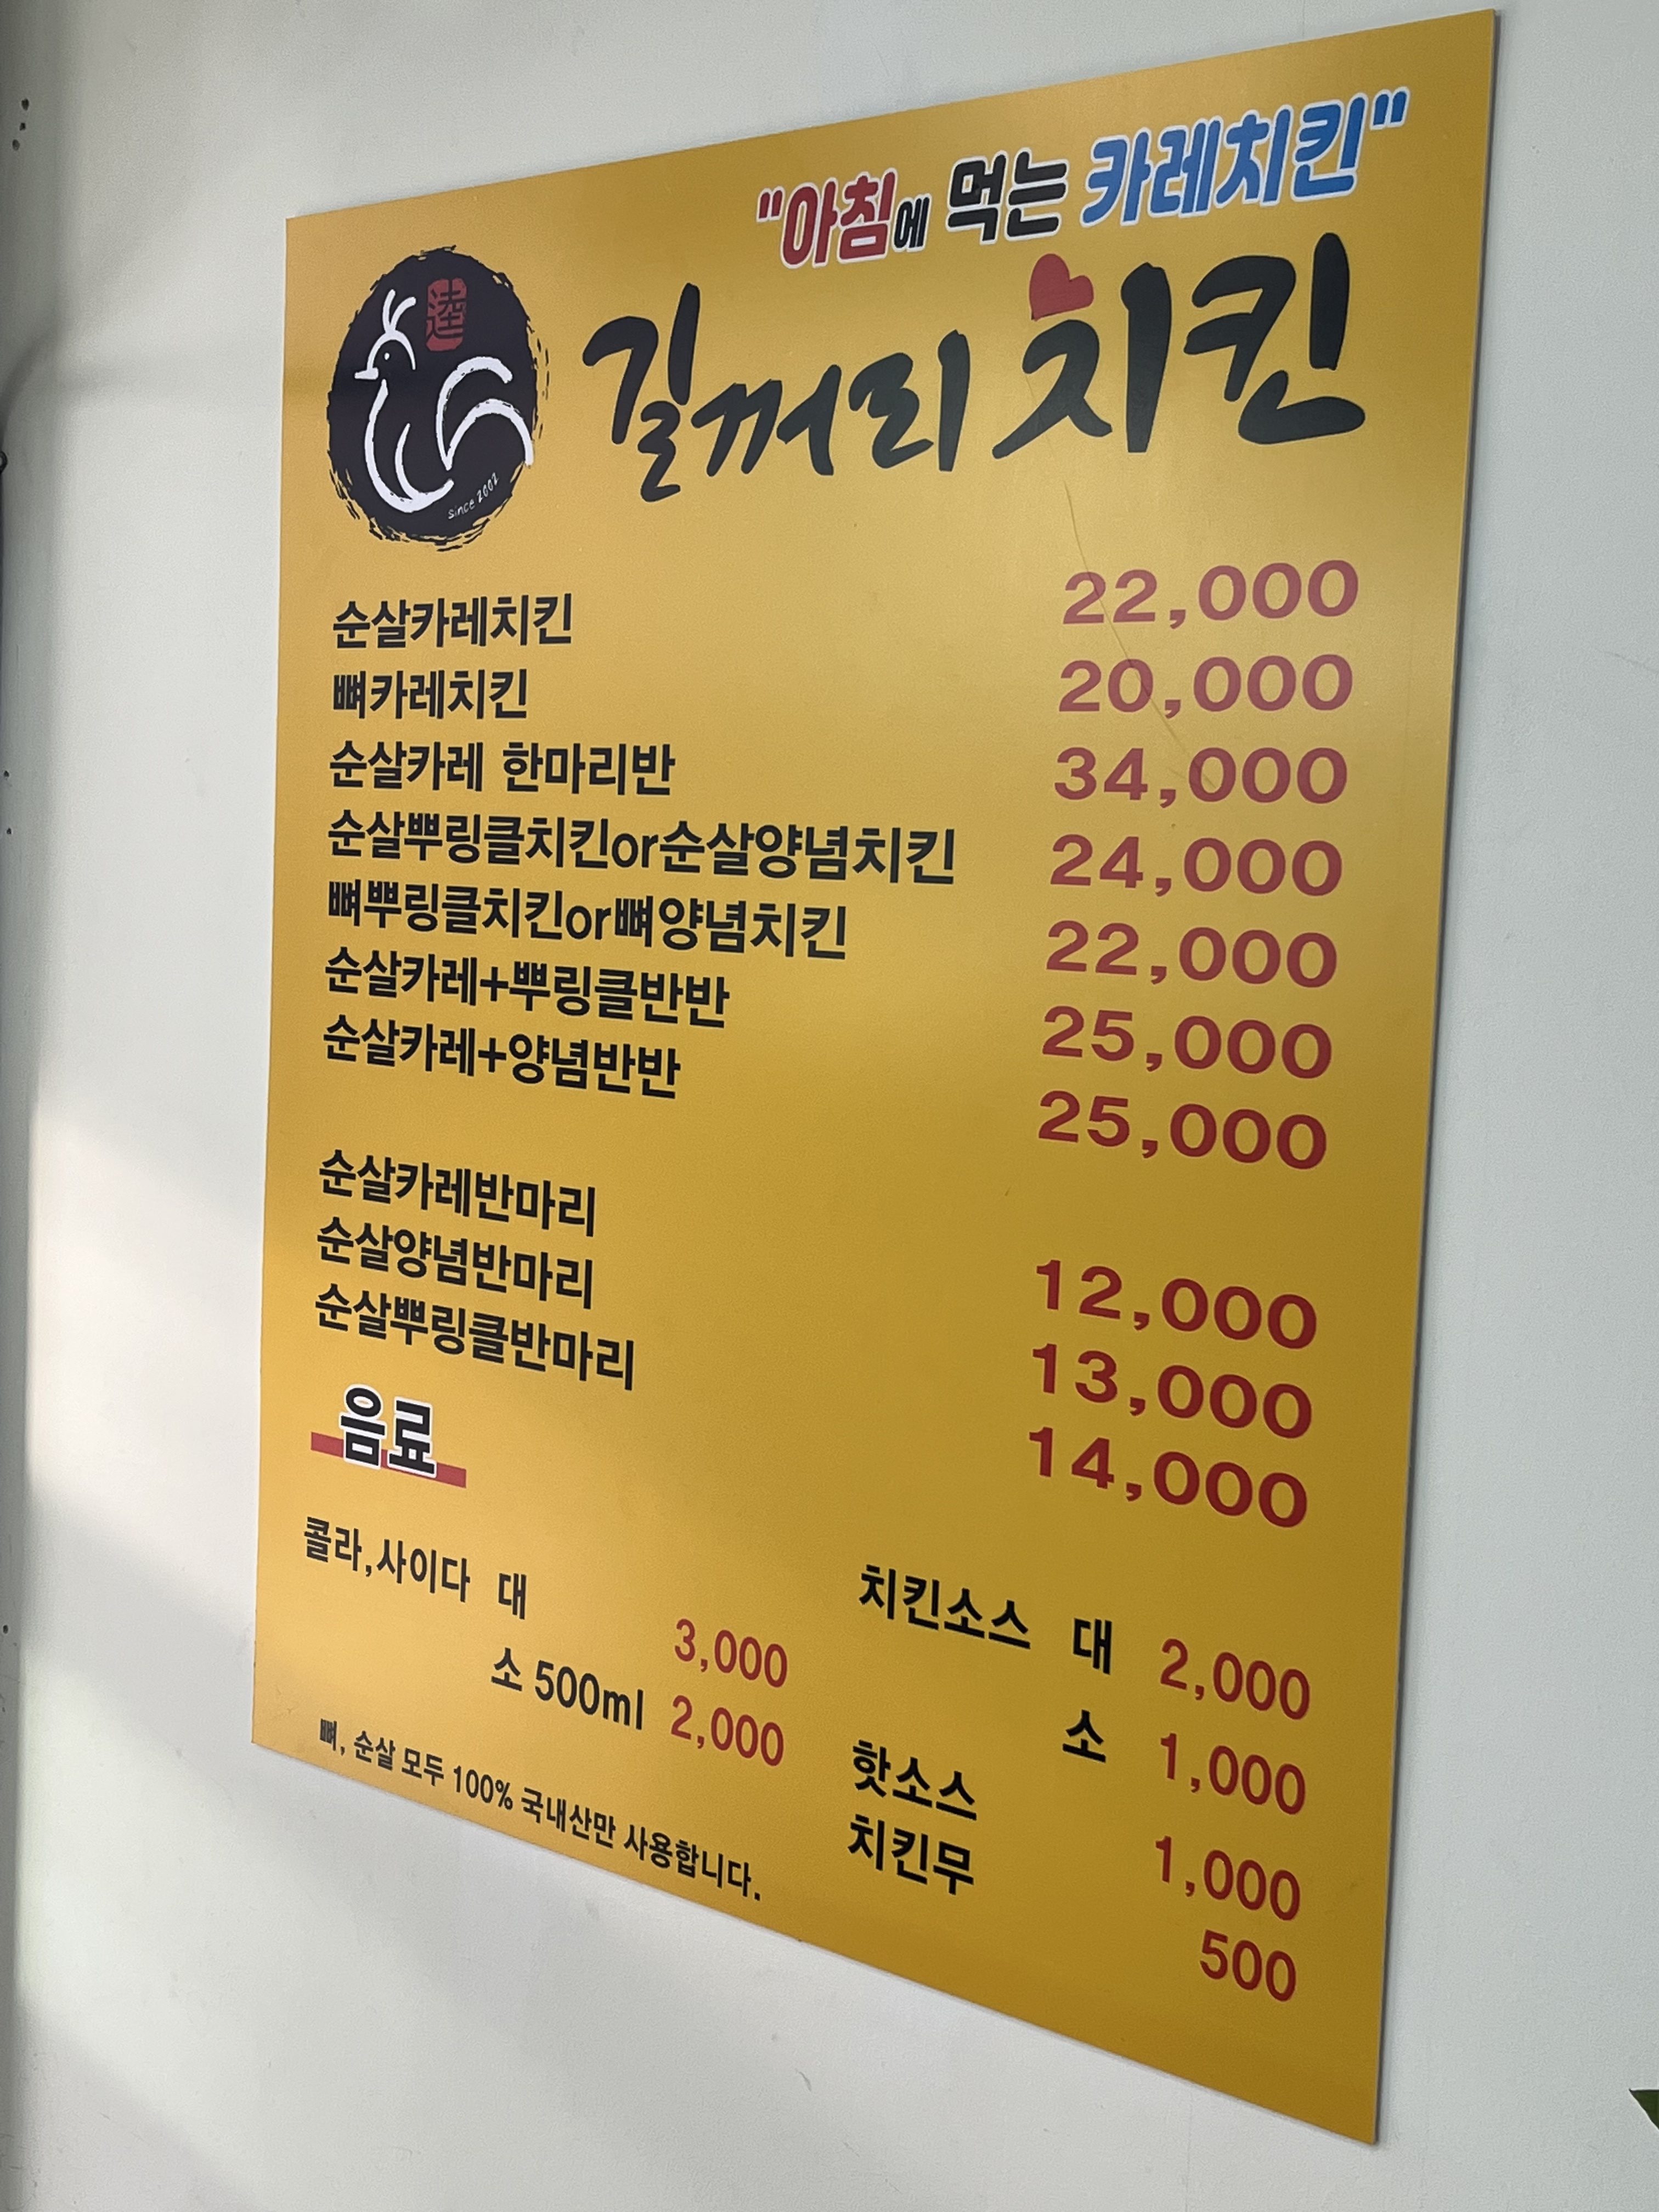 "아침에 먹는 카레치킨"
길꺼리 치킨
since 2002
순살카레치킨 22,000
뼈카레치킨 20,000
순살카레 한마리반 34,000
순살뿌링클치킨or순살양념치킨 24,000
뼈뿌링클치킨or뼈양념치킨 22,000
순살카레+뿌링클반반 25,000
순살카레+양념반반 25,000
순살카레반마리 12,000
순살양념반마리 13,000
순살뿌링클반마리 14,000
음료
콜라,사이다 대 3,000
소 500ml 2,000
치킨소스 대 2,000
소 1,000
핫소스 1,000
치킨무 500
뼈, 순살 모두 100% 국내산만 사용합니다.